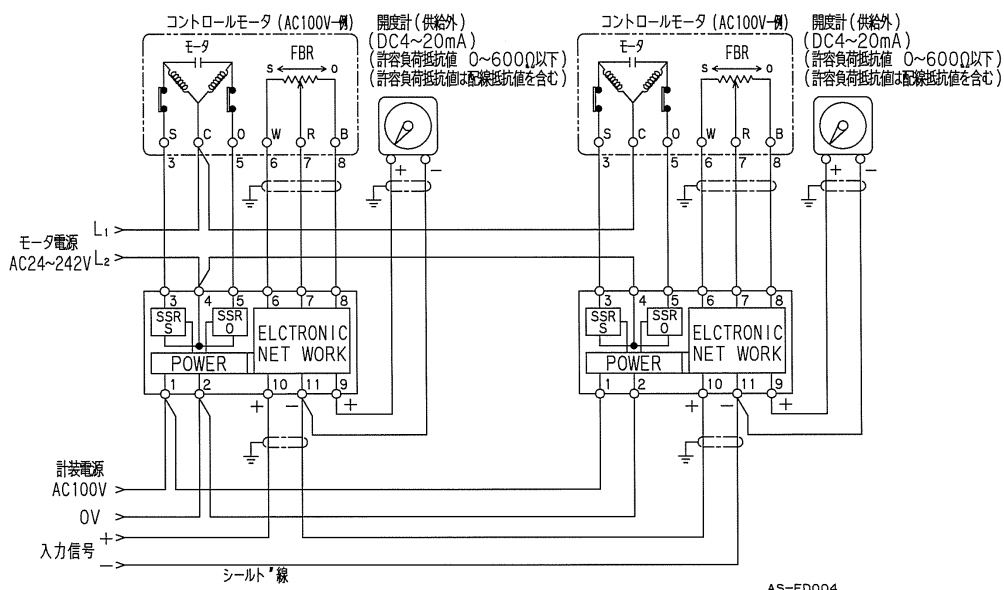 コントロールモータ (AC100V一例)
開度計 (供給外)
(DC4~20mA)
(許容負荷抵抗値 0~600Ω以下)
(許容負荷抵抗値は配線抵抗値を含む)
モータ
FBR
S O
S C O W R B
3 5 6 7 8
+ −
コントロールモータ (AC100V一例)
開度計 (供給外)
(DC4~20mA)
(許容負荷抵抗値 0~600Ω以下)
(許容負荷抵抗値は配線抵抗値を含む)
モータ
FBR
S O
S C O W R B
3 5 6 7 8
+ −
L1
モータ電源
AC24~242V L2
3 4 5 6 7 8
SSR S
SSR O
ELCTRONIC
NET WORK
POWER
1 2 10 11 9
+ − +
3 4 5 6 7 8
SSR S
SSR O
ELCTRONIC
NET WORK
POWER
1 2 10 11 9
+ − +
計装電源
AC100V
0V
+
入力信号
−
シールド線
AS-FD004